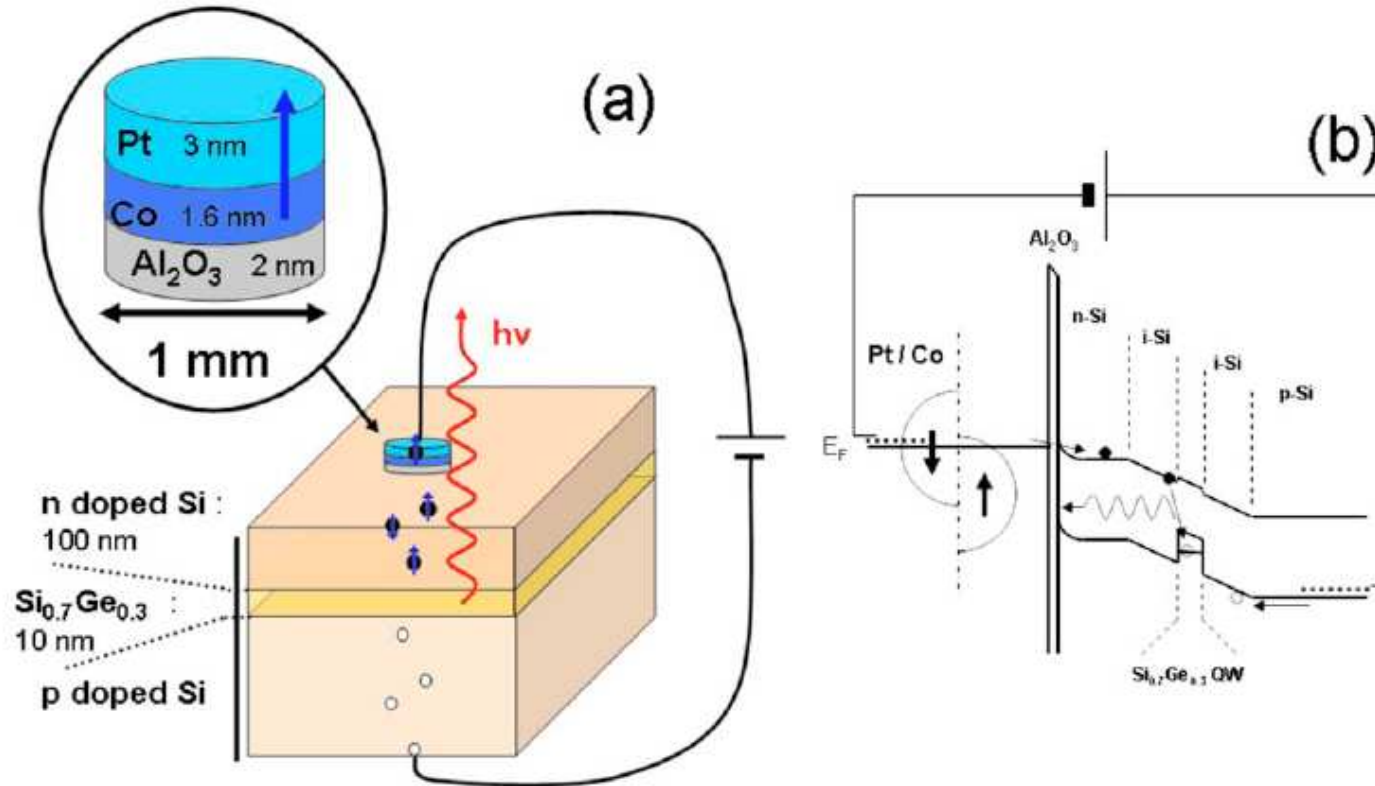 (a)
Pt 3 nm
Co 1.6 nm
Al₂O₃ 2 nm
1 mm
hν
n doped Si :
100 nm
Si₀.₇Ge₀.₃ :
10 nm
p doped Si
(b)
Al₂O₃
n-Si
i-Si
i-Si
p-Si
Pt / Co
E_F
Si₀.₇Ge₀.₃ QW